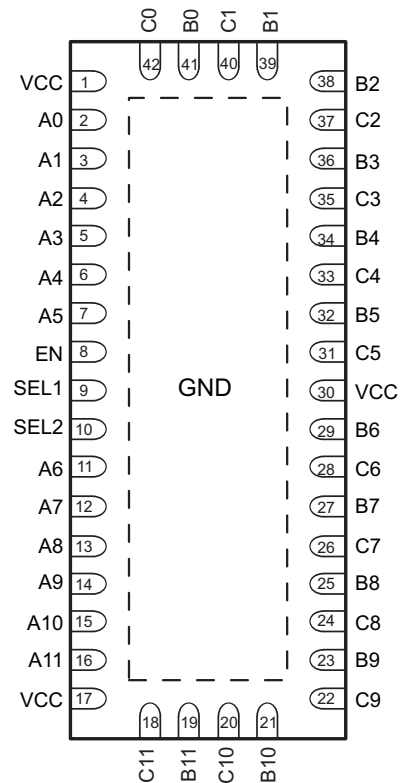 C0 B0 C1 B1
42 41 40 39
VCC 1 38 B2
A0 2 37 C2
A1 3 36 B3
A2 4 35 C3
A3 5 34 B4
A4 6 33 C4
A5 7 32 B5
EN 8 31 C5
SEL1 9 GND 30 VCC
SEL2 10 29 B6
A6 11 28 C6
A7 12 27 B7
A8 13 26 C7
A9 14 25 B8
A10 15 24 C8
A11 16 23 B9
VCC 17 22 C9
18 19 20 21
C11 B11 C10 B10